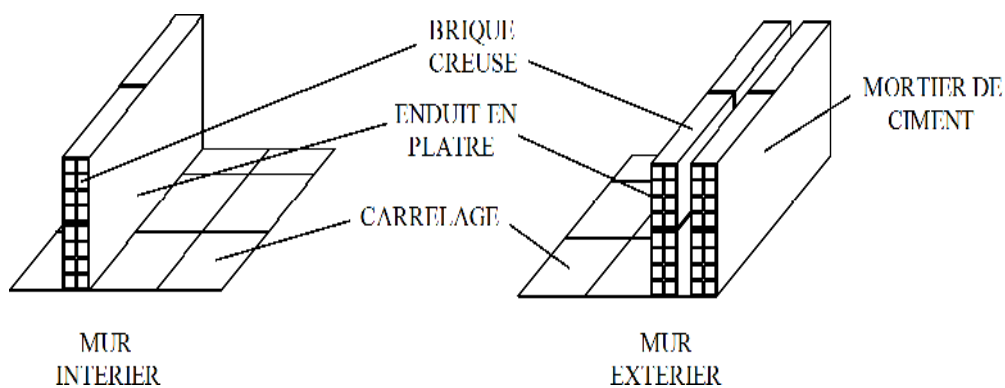 BRIQUE
CREUSE
MORTIER DE
CIMENT
ENDUIT EN
PLATRE
CARRELAGE
MUR
INTERIER
MUR
EXTERIER